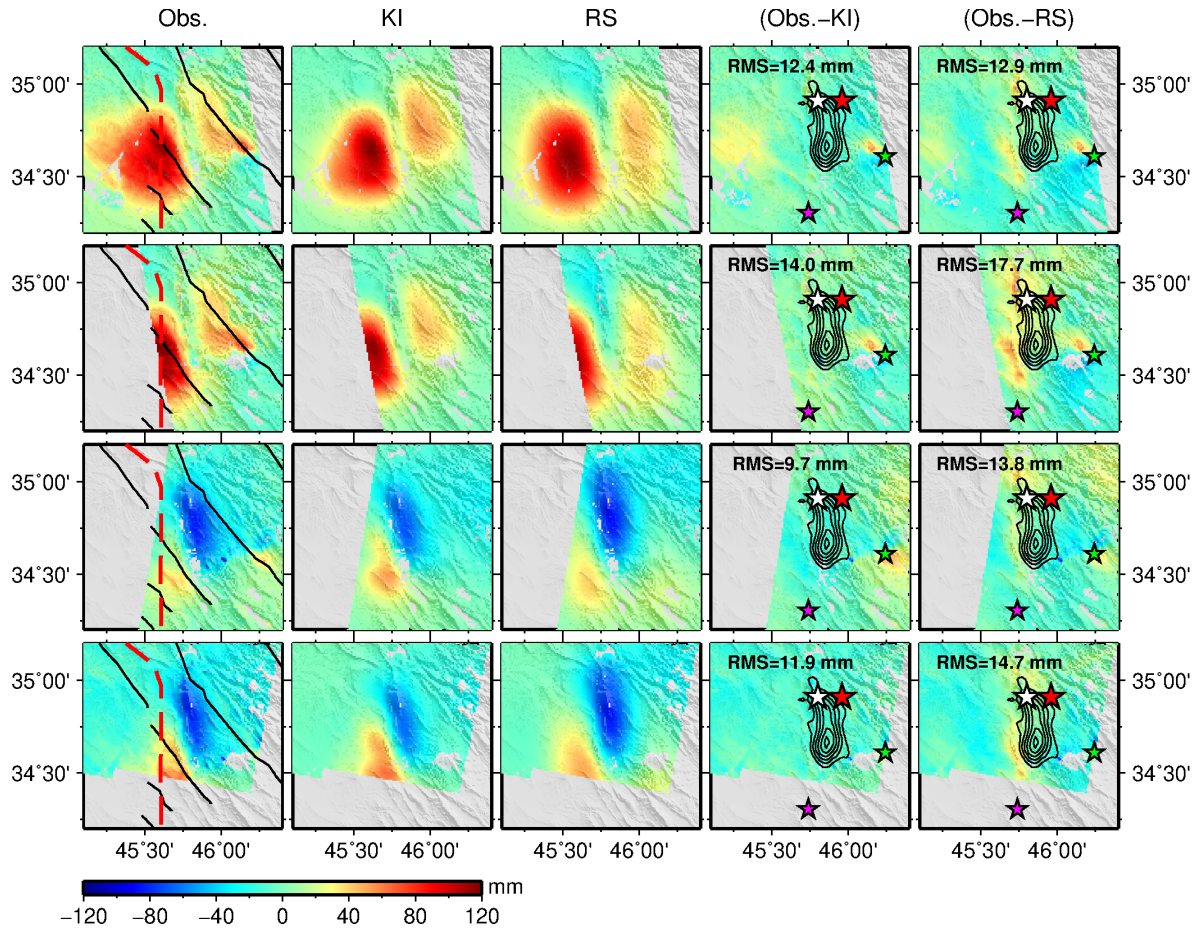 Obs. KI RS (Obs.−KI) (Obs.−RS)
35°00' RMS=12.4 mm RMS=12.9 mm 35°00'
34°30' 34°30'
35°00' RMS=14.0 mm RMS=17.7 mm 35°00'
34°30' 34°30'
35°00' RMS=9.7 mm RMS=13.8 mm 35°00'
34°30' 34°30'
35°00' RMS=11.9 mm RMS=14.7 mm 35°00'
34°30' 34°30'
45°30' 46°00' 45°30' 46°00' 45°30' 46°00' 45°30' 46°00' 45°30' 46°00'
mm
−120 −80 −40 0 40 80 120